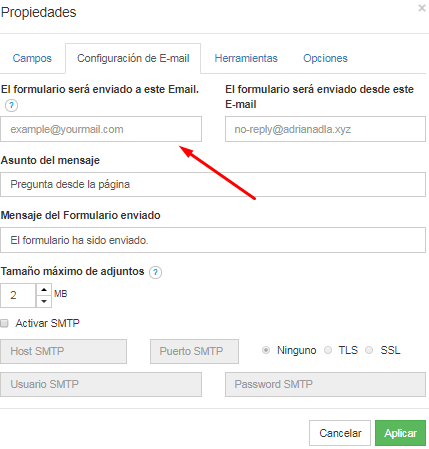 Propiedades
×
Campos Configuración de E-mail Herramientas Opciones
El formulario será enviado a este Email.
?
El formulario será enviado desde este
E-mail
example@yourmail.com no-reply@adrianadla.xyz
Asunto del mensaje
Pregunta desde la página
Mensaje del Formulario enviado
El formulario ha sido enviado.
Tamaño máximo de adjuntos ?
2 MB
Activar SMTP
Host SMTP Puerto SMTP Ninguno TLS SSL
Usuario SMTP Password SMTP
Cancelar Aplicar